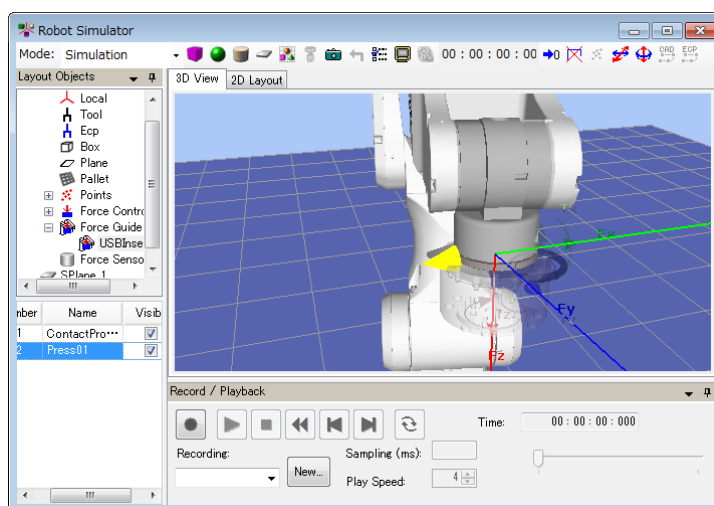 Robot Simulator
Mode: Simulation
00 : 00 : 00 : 00
CAD
ECP
Layout Objects
3D View
2D Layout
Local
Tool
Ecp
Box
Plane
Pallet
Points
Force Contro
Force Guide
USBInse
Force Senso
SPlane 1
mber Name Visib
1 ContactPro…
2 Press01
Fx
Fy
Fz
Record / Playback
Time: 00 : 00 : 00 : 000
Recording:
Sampling (ms):
New...
Play Speed: 4